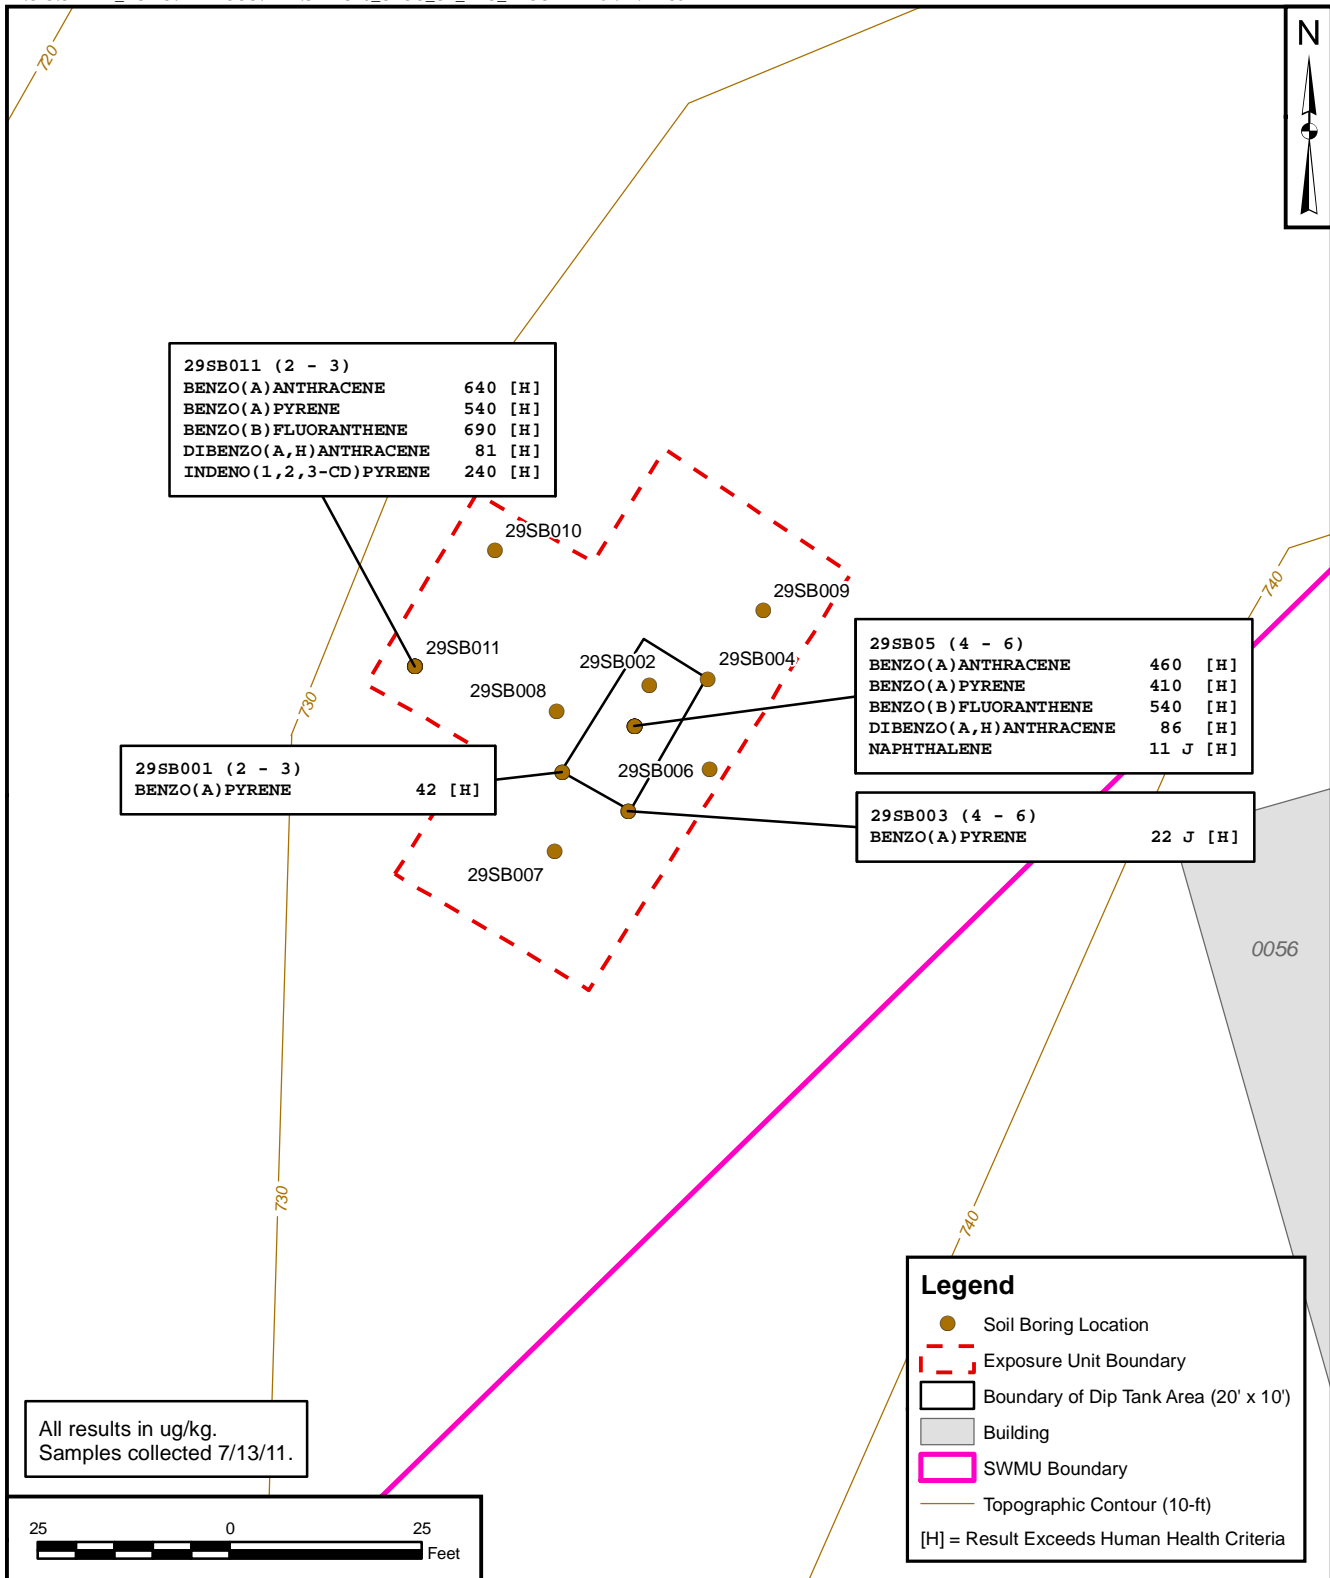 720
N
29SB011 (2 - 3)
BENZO(A)ANTHRACENE 640 [H]
BENZO(A)PYRENE 540 [H]
BENZO(B)FLUORANTHENE 690 [H]
DIBENZO(A,H)ANTHRACENE 81 [H]
INDENO(1,2,3-CD)PYRENE 240 [H]
29SB010
29SB009
740
29SB011
29SB002
29SB004
29SB008
29SB05 (4 - 6)
BENZO(A)ANTHRACENE 460 [H]
BENZO(A)PYRENE 410 [H]
BENZO(B)FLUORANTHENE 540 [H]
DIBENZO(A,H)ANTHRACENE 86 [H]
NAPHTHALENE 11 J [H]
730
29SB001 (2 - 3)
BENZO(A)PYRENE 42 [H]
29SB006
29SB003 (4 - 6)
BENZO(A)PYRENE 22 J [H]
29SB007
0056
730
740
Legend
Soil Boring Location
Exposure Unit Boundary
Boundary of Dip Tank Area (20' x 10')
Building
SWMU Boundary
Topographic Contour (10-ft)
[H] = Result Exceeds Human Health Criteria
All results in ug/kg.
Samples collected 7/13/11.
25 0 25
Feet